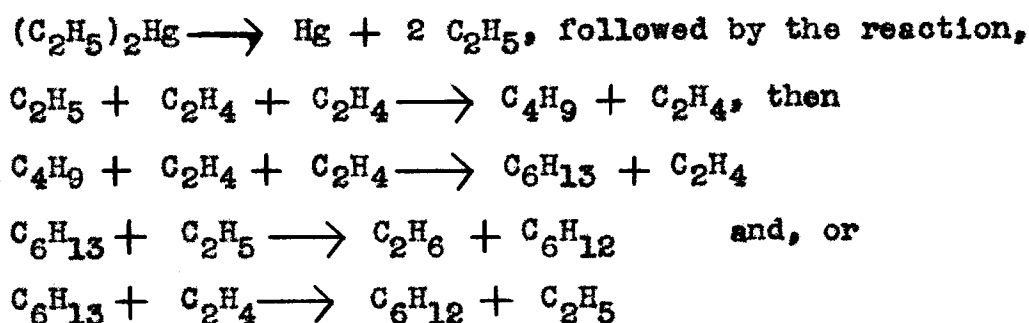 (C₂H₅)₂Hg ⟶ Hg + 2 C₂H₅, followed by the reaction,
C₂H₅ + C₂H₄ + C₂H₄ ⟶ C₄H₉ + C₂H₄, then
C₄H₉ + C₂H₄ + C₂H₄ ⟶ C₆H₁₃ + C₂H₄
C₆H₁₃ + C₂H₅ ⟶ C₂H₆ + C₆H₁₂ and, or
C₆H₁₃ + C₂H₄ ⟶ C₆H₁₂ + C₂H₅